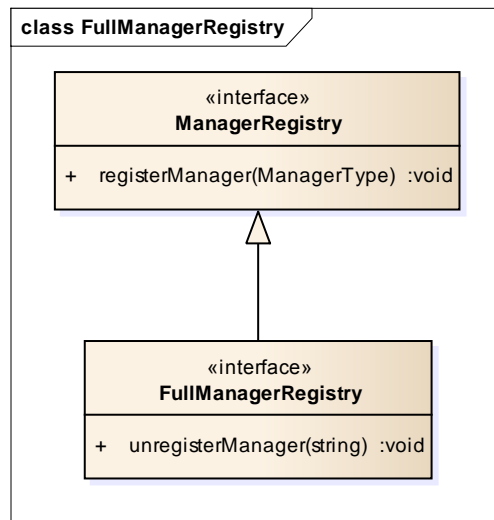 class FullManagerRegistry
«interface»
ManagerRegistry
+ registerManager(ManagerType) :void
«interface»
FullManagerRegistry
+ unregisterManager(string) :void